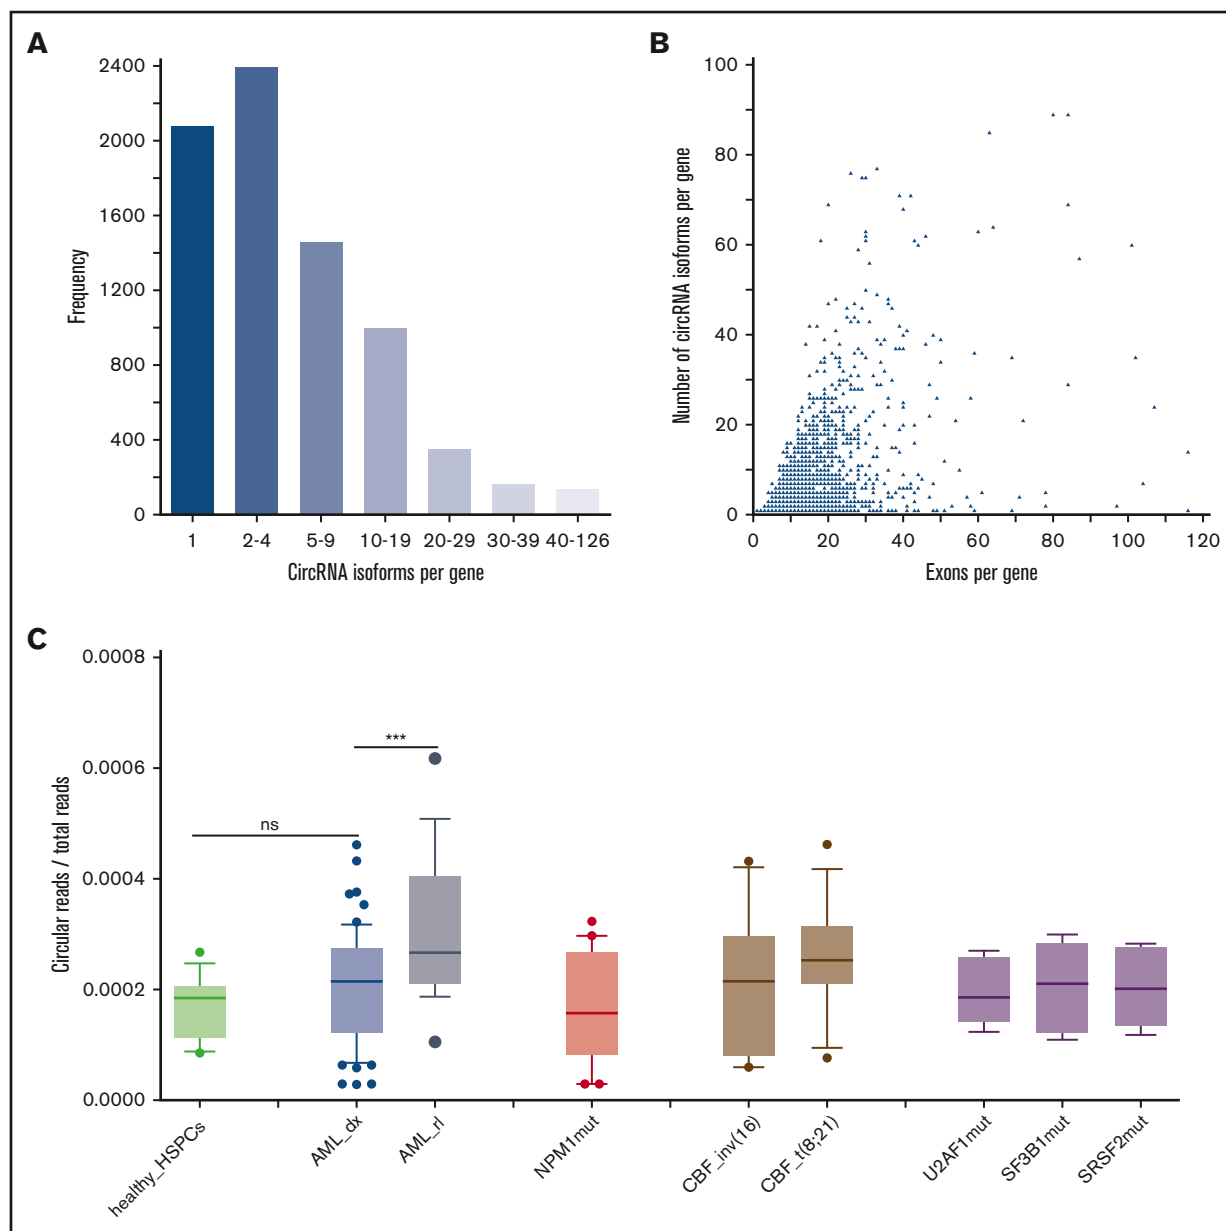 A
2400
2000
1600
1200
800
400
0
Frequency
1 2-4 5-9 10-19 20-29 30-39 40-126
CircRNA isoforms per gene
B
100
80
60
40
20
0
Number of circRNA isoforms per gene
0 20 40 60 80 100 120
Exons per gene
C
0.0008
0.0006
0.0004
0.0002
0.0000
Circular reads / total reads
ns
***
healthy_HSPCs
AML_dx
AML_rl
NPM1mut
CBF_inv(16)
CBF_t(8;21)
U2AF1mut
SF3B1mut
SRSF2mut